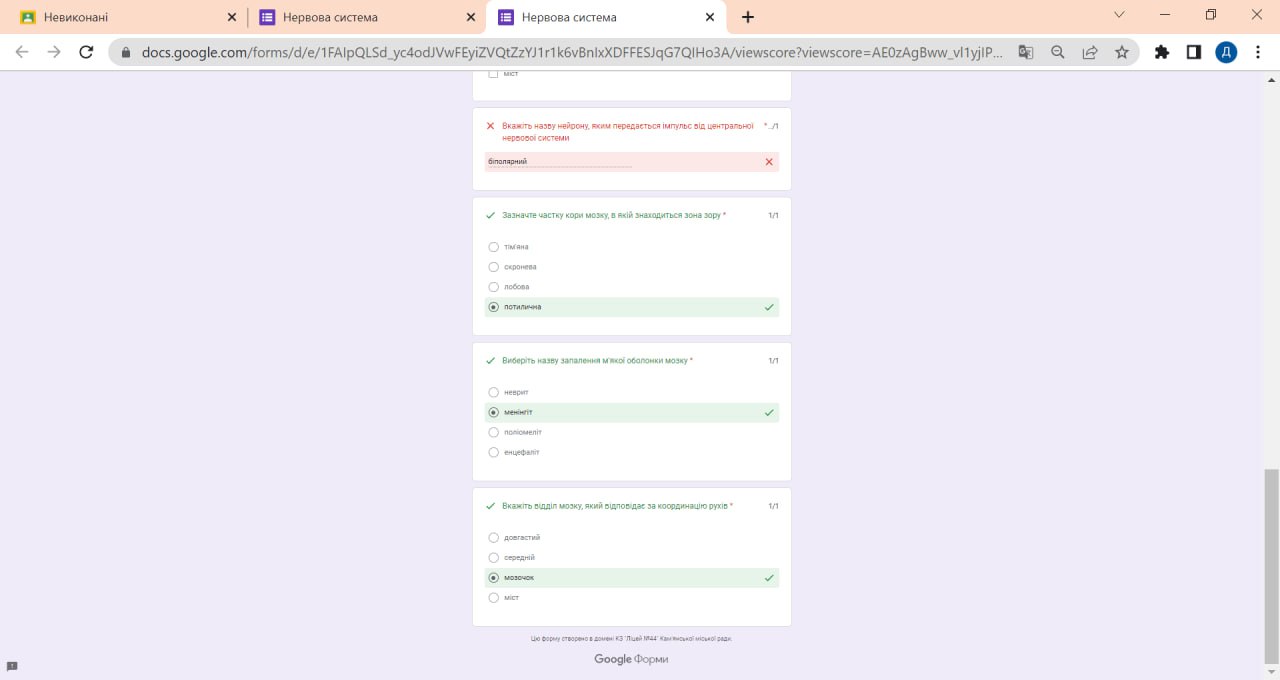 Невиконані
Нервова система
Нервова система
docs.google.com/forms/d/e/1FAIpQLSd_yc4odJVwFEyiZVQtZzYJ1r1k6vBnIxXDFFESJqG7QIHo3A/viewscore?viewscore=AE0zAgBww_vl1yjIP...
Д
міст
Вкажіть назву нейрону, яким передається імпульс від центральної * .../1
нервової системи
біполярний
Зазначте частку кори мозку, в якій знаходиться зона зору * 1/1
тім'яна
скронева
лобова
потилична
Виберіть назву запалення м'якої оболонки мозку * 1/1
неврит
менінгіт
поліомеліт
енцефаліт
Вкажіть відділ мозку, який відповідає за координацію рухів * 1/1
довгастий
середній
мозочок
міст
Цю форму створено в домені КЗ "Ліцей №44" Кам'янської міської ради.
Google Форми